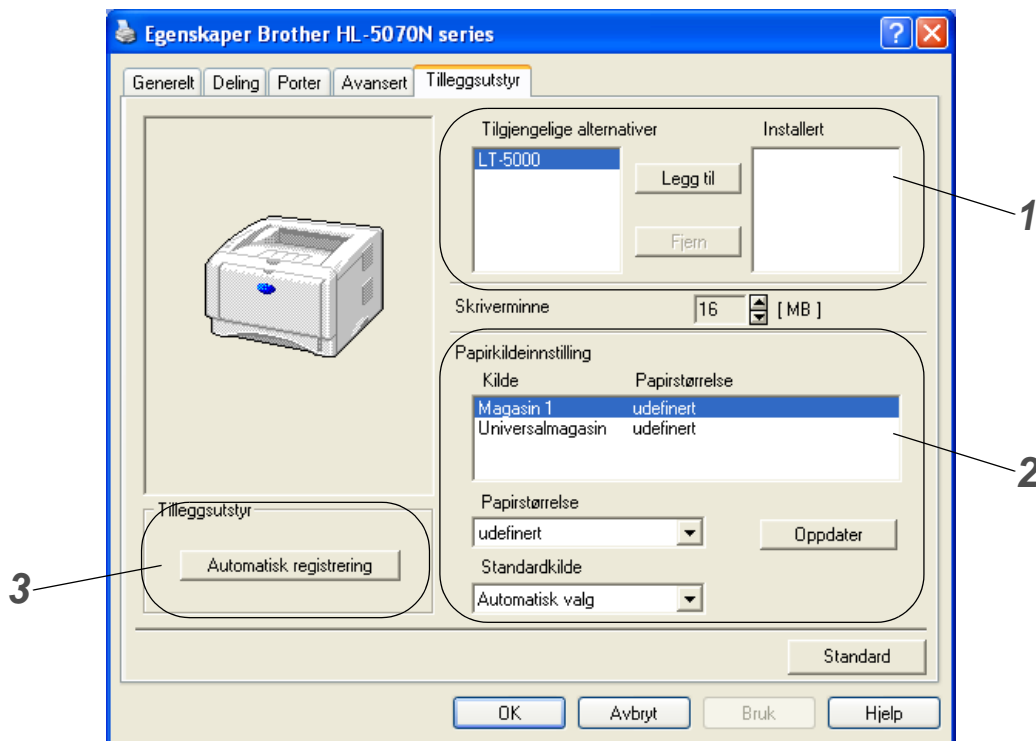 Egenskaper Brother HL-5070N series
Generelt Deling Porter Avansert Tilleggsutstyr
Tilgjengelige alternativer Installert
LT-5000
Legg til
Fjern
1
Skriverminne 16 [ MB ]
Papirkildeinnstilling
Kilde Papirstørrelse
Magasin 1 udefinert
Universalmagasin udefinert
2
Papirstørrelse
udefinert Oppdater
Standardkilde
Automatisk valg
Tilleggsutstyr
Automatisk registrering
3
Standard
OK Avbryt Bruk Hjelp